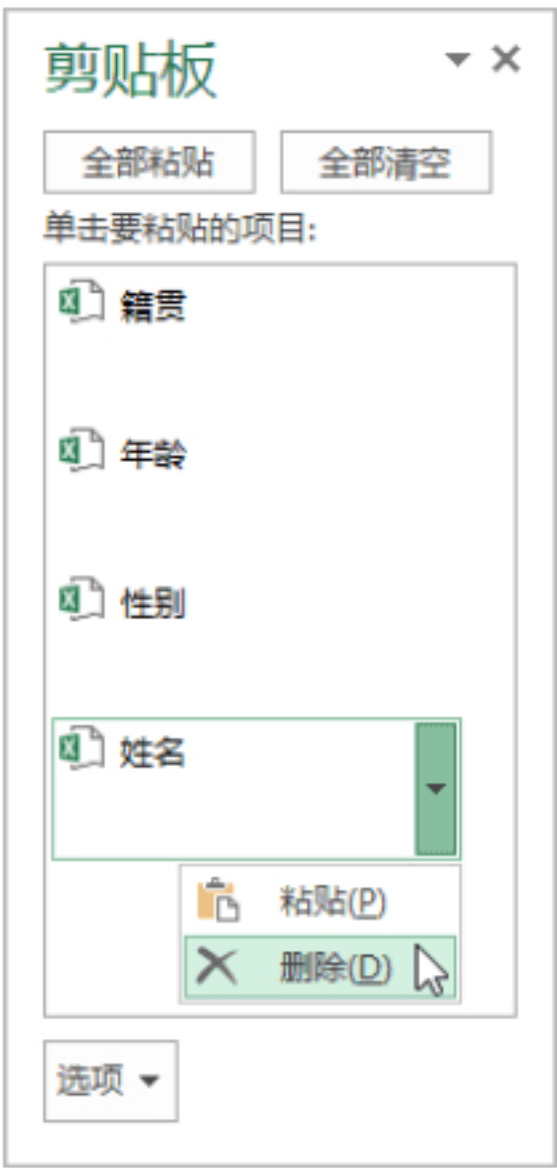 剪贴板
全部粘贴 全部清空
单击要粘贴的项目:
籍贯
年龄
性别
姓名
粘贴(P)
删除(D)
选项